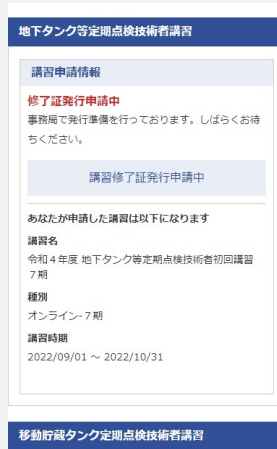 地下タンク等定期点検技術者講習
講習申請情報
修了証発行申請中
事務局で発行準備を行っております。しばらくお待
ちください。
講習修了証発行申請中
あなたが申請した講習は以下になります
講習名
令和４年度 地下タンク等定期点検技術者初回講習
７期
種別
オンライン-７期
講習時期
2022/09/01 ～ 2022/10/31
移動貯蔵タンク定期点検技術者講習